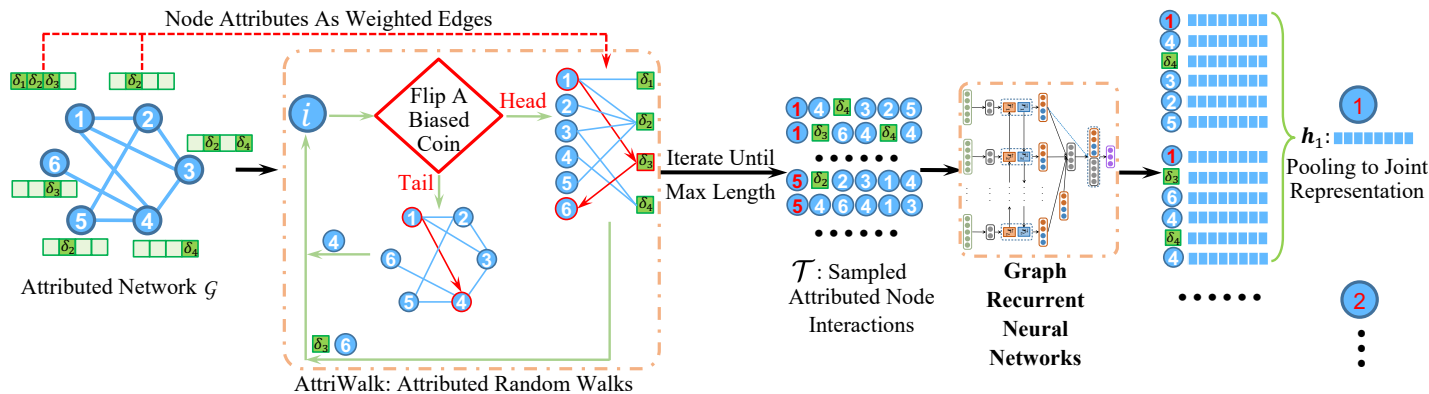 Node Attributes As Weighted Edges
δ1 δ2 δ3
δ2
1 2
δ2 δ4
6 3
δ3
5 4
δ2
δ4
Attributed Network 𝒢
i
Flip A
Biased
Coin
Head
Tail
1 δ1
2
3 δ2
4 δ3
5
6 δ4
1 2
4
6 3
5 4
δ3 6
AttriWalk: Attributed Random Walks
Iterate Until
Max Length
1 4 δ4 3 2 5
1 δ3 6 4 δ4 4
• • • • • •
5 δ2 2 3 1 4
5 4 6 4 1 3
• • • • • •
𝒯: Sampled
Attributed Node
Interactions
Graph
Recurrent
Neural
Networks
1
4
δ4
3
2
5
1
δ3
6
4
δ4
4
• • • • • •
1
h1:
Pooling to Joint
Representation
2